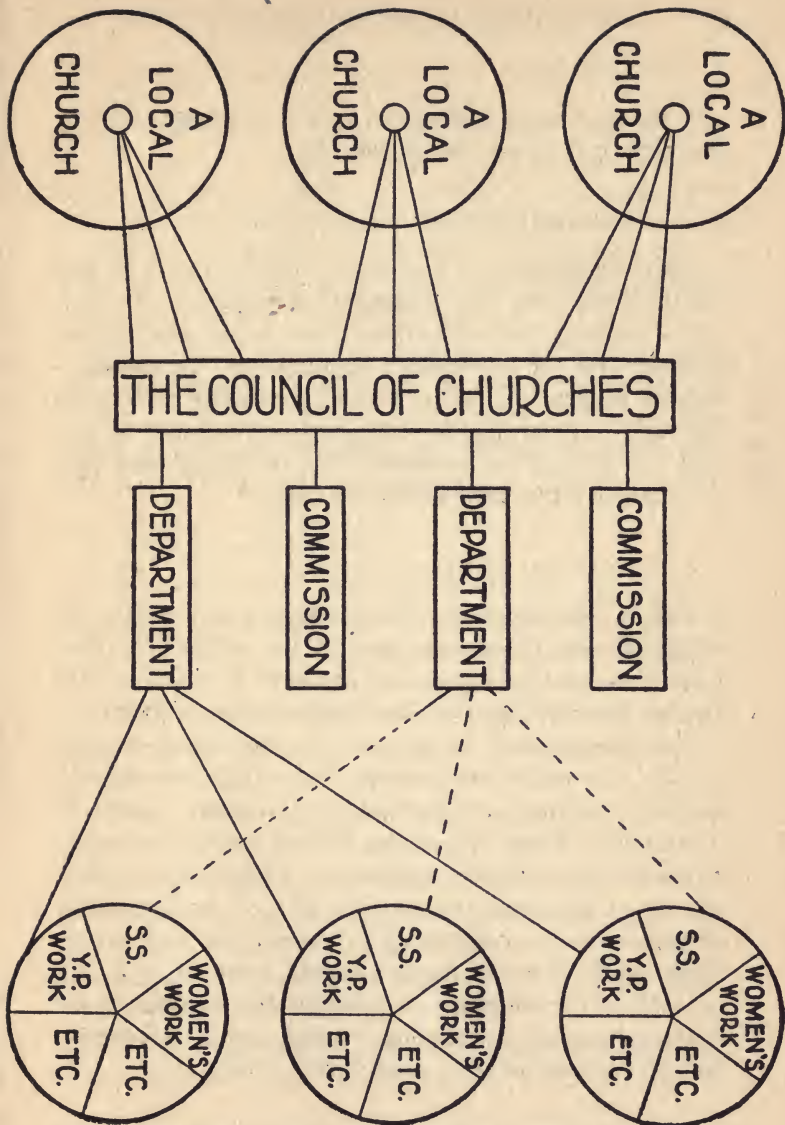 A
LOCAL
CHURCH
A
LOCAL
CHURCH
A
LOCAL
CHURCH
THE COUNCIL OF CHURCHES
DEPARTMENT
COMMISSION
DEPARTMENT
COMMISSION
S.S.
WOMEN'S
WORK
Y.P.
WORK
ETC.
ETC.
S.S.
WOMEN'S
WORK
Y.P.
WORK
ETC.
ETC.
S.S.
WOMEN'S
WORK
Y.P.
WORK
ETC.
ETC.